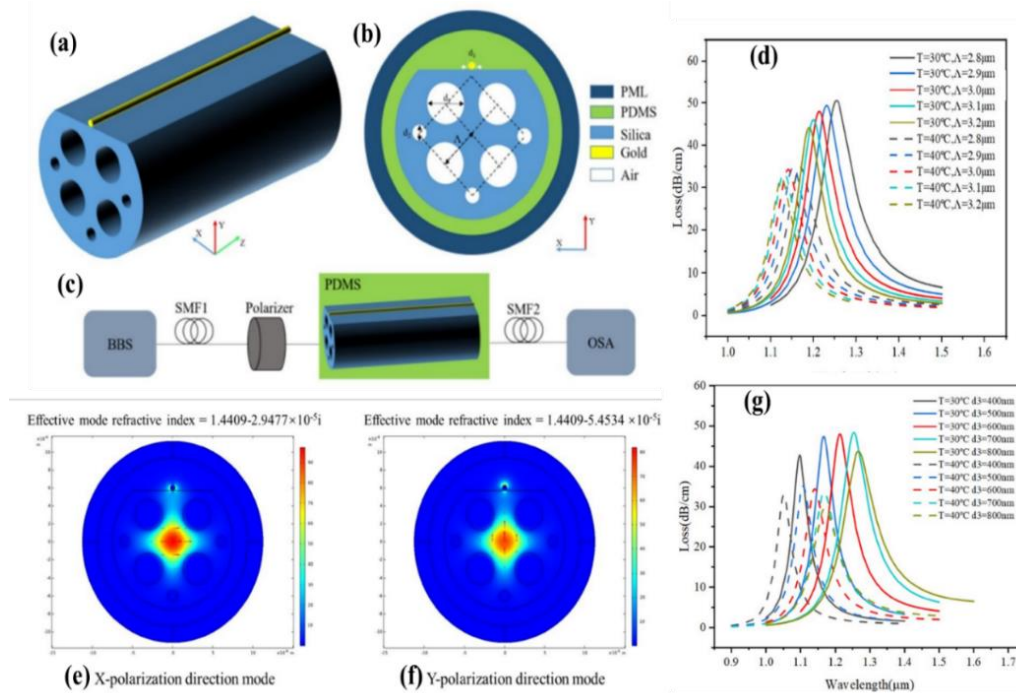 (a)
X
Y
Z
(b)
d₃
d₁
d₂
Λ
Y
X
PML
PDMS
Silica
Gold
Air
(c)
BBS
SMF1
Polarizer
PDMS
SMF2
OSA
(d)
Loss(dB/cm)
60
50
40
30
20
10
0
1.0 1.1 1.2 1.3 1.4 1.5 1.6
T=30℃,Λ=2.8μm
T=30℃,Λ=2.9μm
T=30℃,Λ=3.0μm
T=30℃,Λ=3.1μm
T=30℃,Λ=3.2μm
T=40℃,Λ=2.8μm
T=40℃,Λ=2.9μm
T=40℃,Λ=3.0μm
T=40℃,Λ=3.1μm
T=40℃,Λ=3.2μm
Effective mode refractive index = 1.4409-2.9477×10⁻⁵i
(e) X-polarization direction mode
Effective mode refractive index = 1.4409-5.4534 ×10⁻⁵i
(f) Y-polarization direction mode
(g)
Loss(dB/cm)
60
50
40
30
20
10
0
0.9 1.0 1.1 1.2 1.3 1.4 1.5 1.6 1.7
Wavelength(μm)
T=30℃ d3=400nm
T=30℃ d3=500nm
T=30℃ d3=600nm
T=30℃ d3=700nm
T=30℃ d3=800nm
T=40℃ d3=400nm
T=40℃ d3=500nm
T=40℃ d3=600nm
T=40℃ d3=700nm
T=40℃ d3=800nm